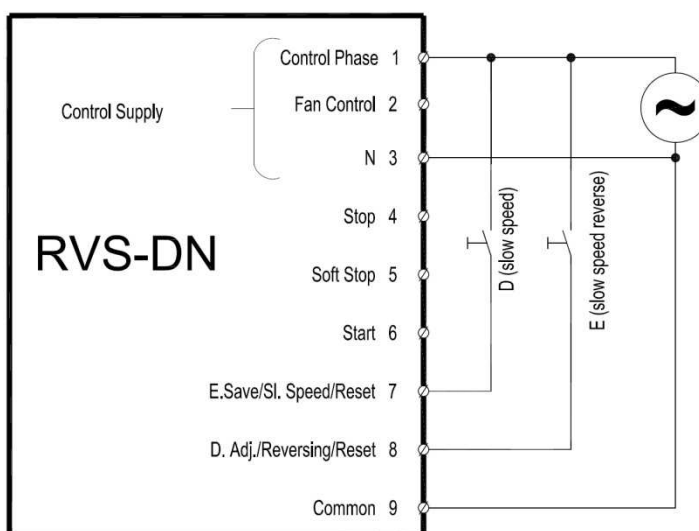 Control Phase 1
Fan Control 2
Control Supply
N 3
Stop 4
RVS-DN
Soft Stop 5
Start 6
E.Save/Sl. Speed/Reset 7
D. Adj./Reversing/Reset 8
Common 9
D (slow speed)
E (slow speed reverse)
~